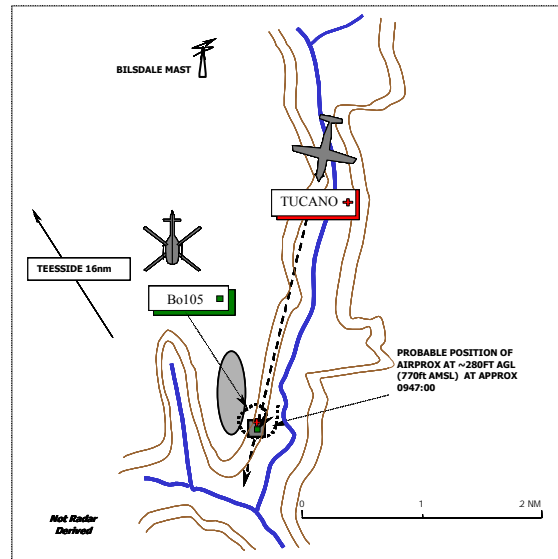 BILSDALE MAST
TUCANO
TEESSIDE 16nm
Bo105
PROBABLE POSITION OF
AIRPROX AT ~280FT AGL
(770ft AMSL) AT APPROX
0947:00
0 1 2 NM
Not Radar
Derived